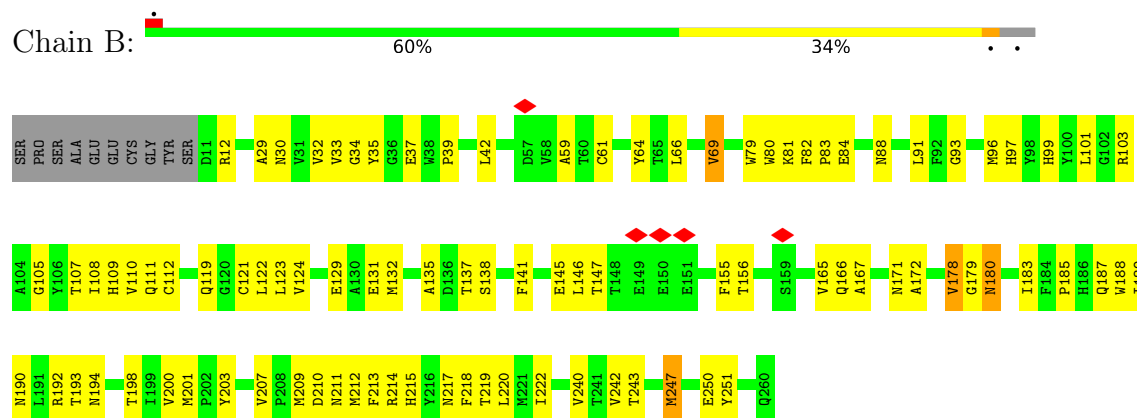 Chain B:
60% 34%
SER PRO SER ALA GLU GLU CYS GLY TYR SER D11 R12 A29 N30 V31 V32 V33 G34 Y35 G36 E37 W38 P39 L42 D57 V58 A59 T60 C61 Y64 T65 L66 V69 W79 W80 K81 F82 P83 E84 N88 L91 F92 G93 M96 H97 Y98 H99 Y100 L101 G102 R103
A104 G105 Y106 T107 I108 H109 V110 Q111 C112 Q119 G120 C121 L122 L123 V124 E129 A130 E131 M132 A135 D136 D137 S138 F141 E145 L146 T147 T148 E149 E150 E151 F155 T156 S159 V165 Q166 A167 N171 A172 V178 G179 N180 I183 F184 P185 H186 Q187 W188
N190 L191 R192 T193 N194 T198 I199 V200 M201 P202 Y203 V207 P208 M209 D210 N211 M212 F213 R214 H215 Y216 N217 F218 T219 L220 M221 I222 V240 T241 V242 T243 M247 E250 Y251 Q260